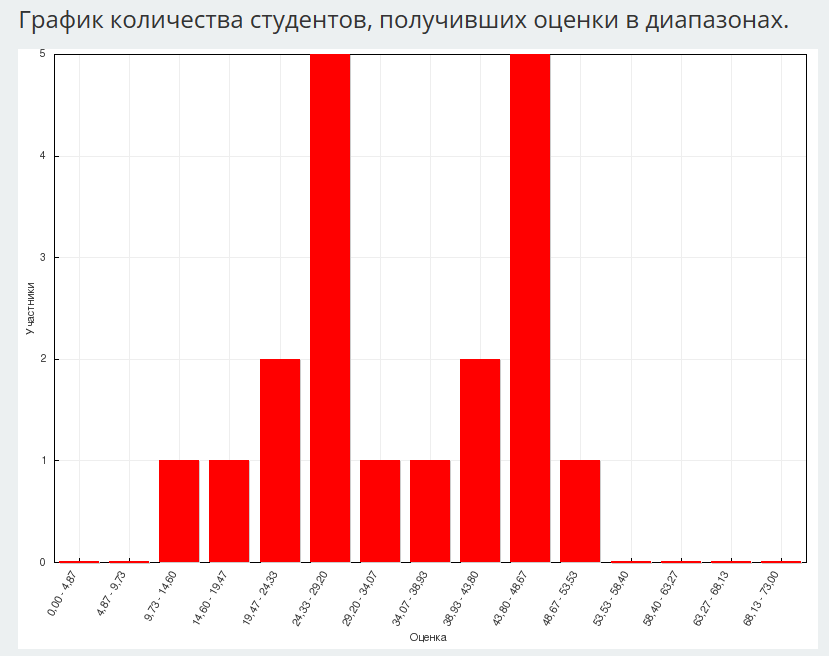 График количества студентов, получивших оценки в диапазонах.
5
4
3
2
1
0
Участники
0,00 - 4,87
4,87 - 9,73
9,73 - 14,60
14,60 - 19,47
19,47 - 24,33
24,33 - 29,20
29,20 - 34,07
34,07 - 38,93
38,93 - 43,80
43,80 - 48,67
48,67 - 53,53
53,53 - 58,40
58,40 - 63,27
63,27 - 68,13
68,13 - 73,00
Оценка